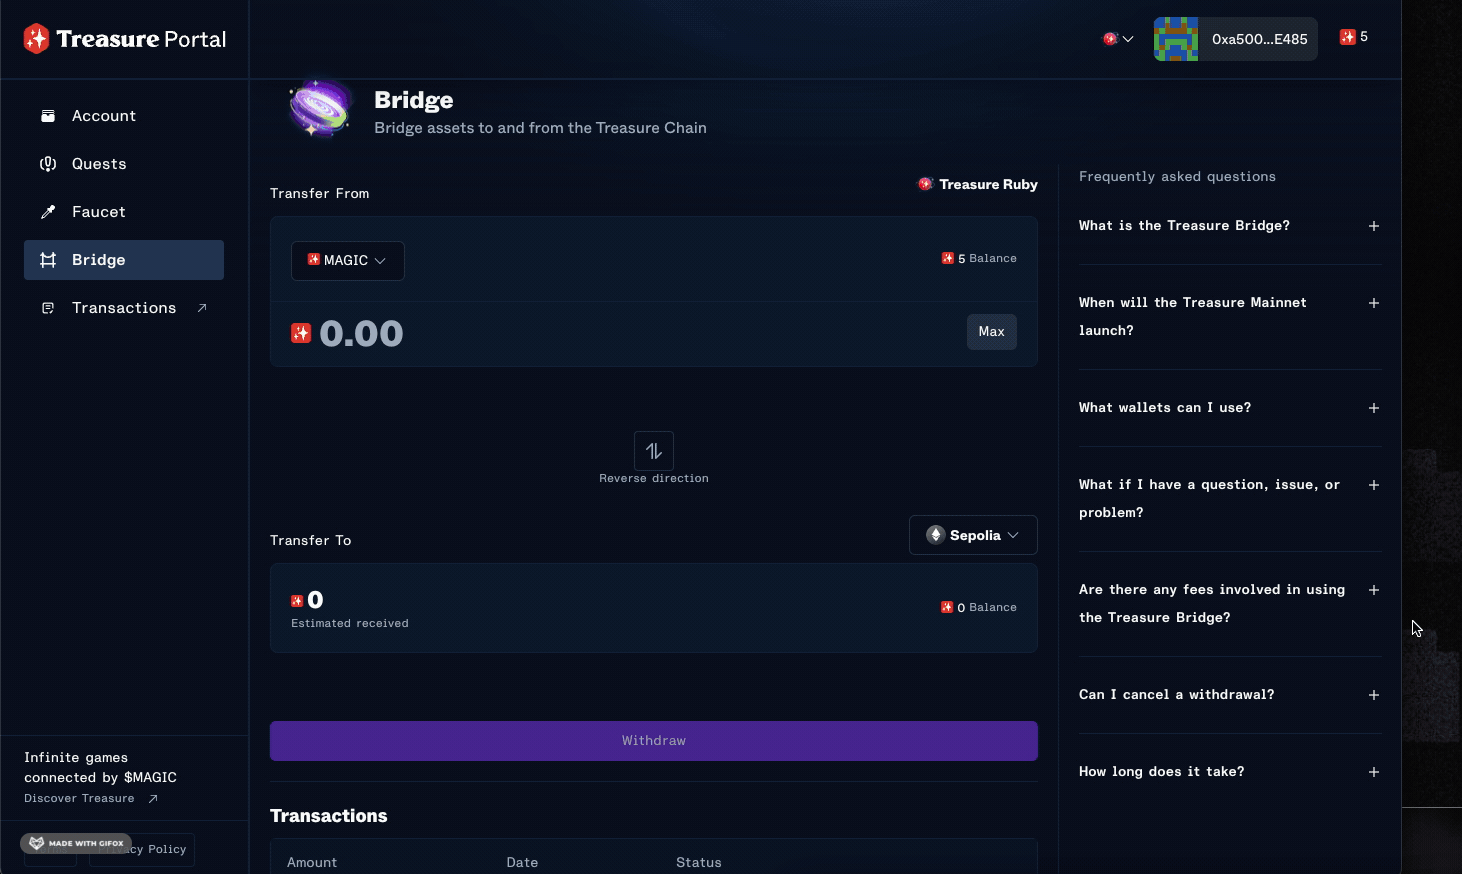 Treasure Portal
0xa500...E485
5
Account
Quests
Faucet
Bridge
Transactions
Infinite games
connected by $MAGIC
Discover Treasure
MADE WITH GIFOX
Policy
Bridge
Bridge assets to and from the Treasure Chain
Transfer From
Treasure Ruby
MAGIC
5 Balance
0.00
Max
Reverse direction
Transfer To
Sepolia
0
Estimated received
0 Balance
Withdraw
Transactions
Amount Date Status
Frequently asked questions
What is the Treasure Bridge?
When will the Treasure Mainnet
launch?
What wallets can I use?
What if I have a question, issue, or
problem?
Are there any fees involved in using
the Treasure Bridge?
Can I cancel a withdrawal?
How long does it take?